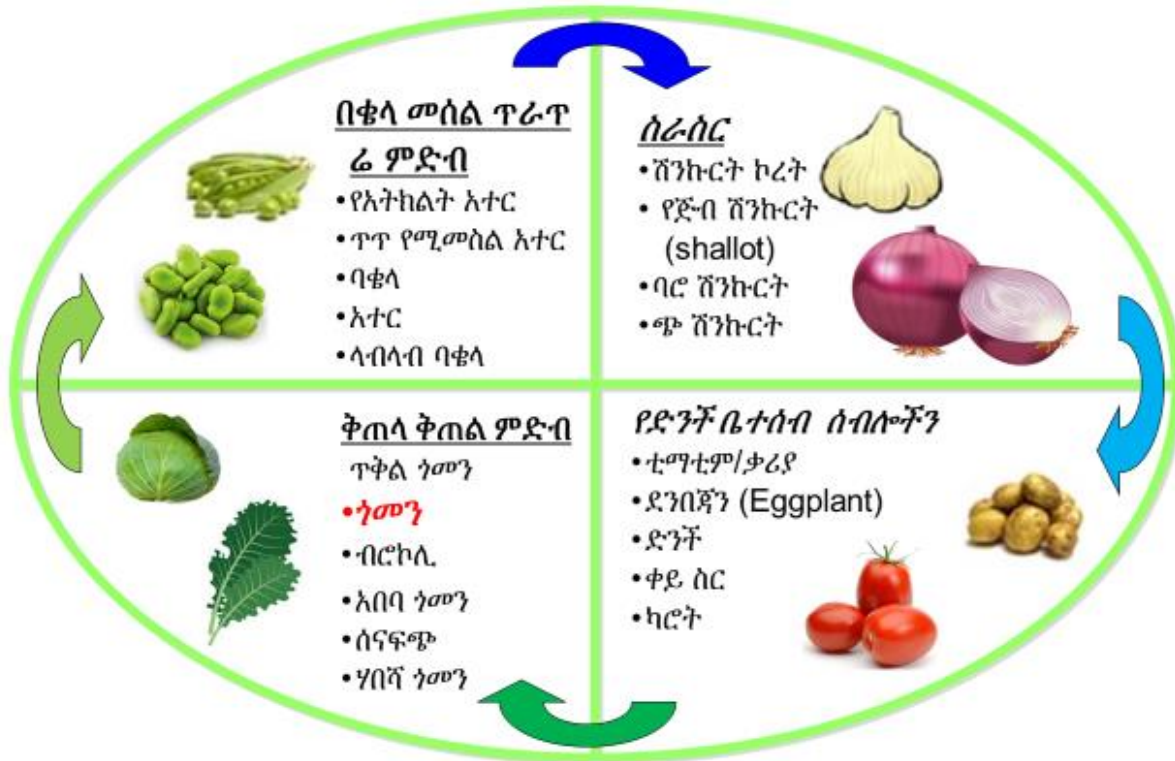 በቄላ መሰል ጥራጥ
ሬ ምድብ
•የአትክልት አተር
•ጥጥ የሚመስል አተር
•ባቄላ
•አተር
•ላብላብ ባቄላ
ስራስር
•ሽንኩርት ኮረት
• የጅብ ሽንኩርት
(shallot)
•ባሮ ሽንኩርት
•ጭ ሽንኩርት
ቅጠላ ቅጠል ምድብ
ጥቅል ጎመን
•ጎመን
•ብሮኮሊ
•አበባ ጎመን
•ሰናፍጭ
•ሃበሻ ጎመን
የድንች ቤተሰብ ሰብሎችን
•ቲማቲም/ቃሪያ
•ደንበጃን (Eggplant)
•ድንች
•ቀይ ስር
•ካሮት